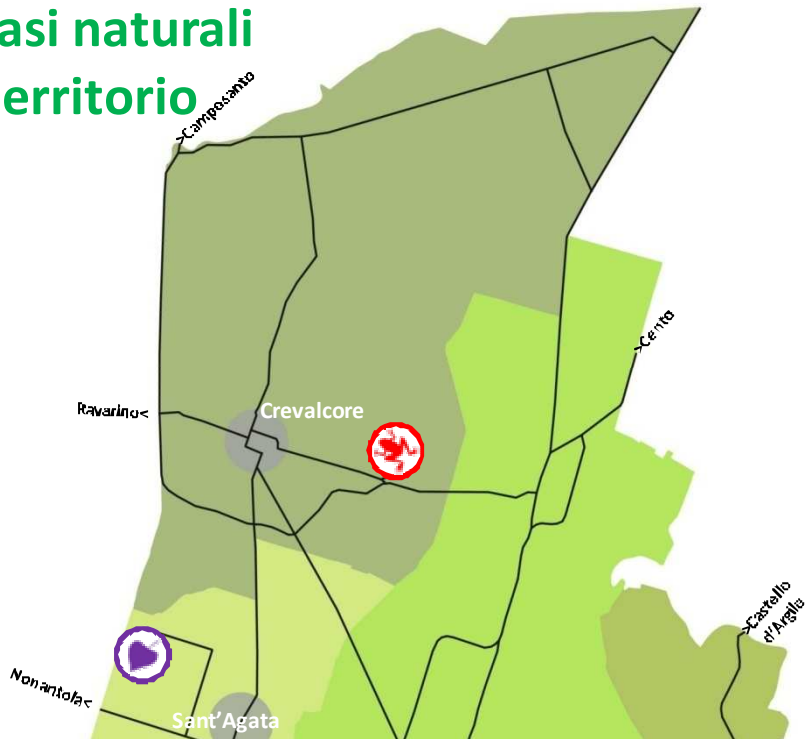 asi naturali
erritorio
>Camposanto
>Cento
Ravarino<
Crevalcore
>Castello
d'Argile
Nonantola<
Sant'Agata